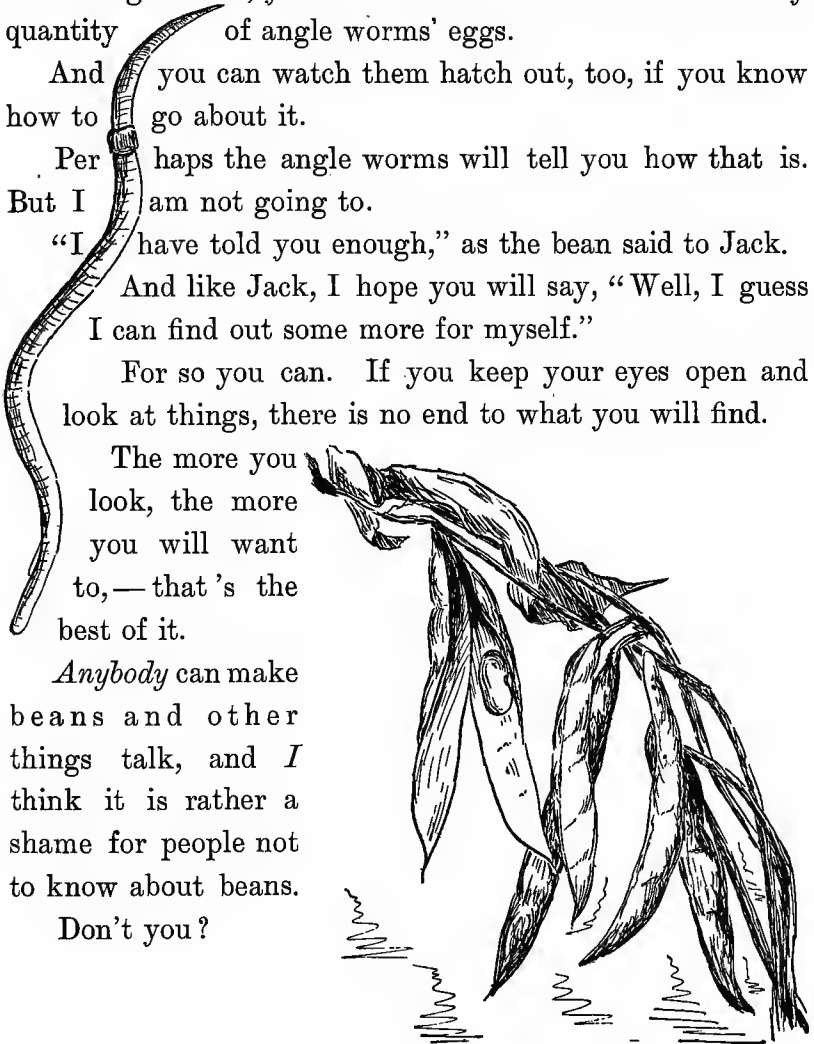 quantity of angle worms' eggs.
And you can watch them hatch out, too, if you know
how to go about it.
Per haps the angle worms will tell you how that is.
But I am not going to.
“I have told you enough,” as the bean said to Jack.
And like Jack, I hope you will say, “Well, I guess
I can find out some more for myself.”
For so you can. If you keep your eyes open and
look at things, there is no end to what you will find.
The more you
look, the more
you will want
to,—that 's the
best of it.
Anybody can make
beans and other
things talk, and I
think it is rather a
shame for people not
to know about beans.
Don't you?